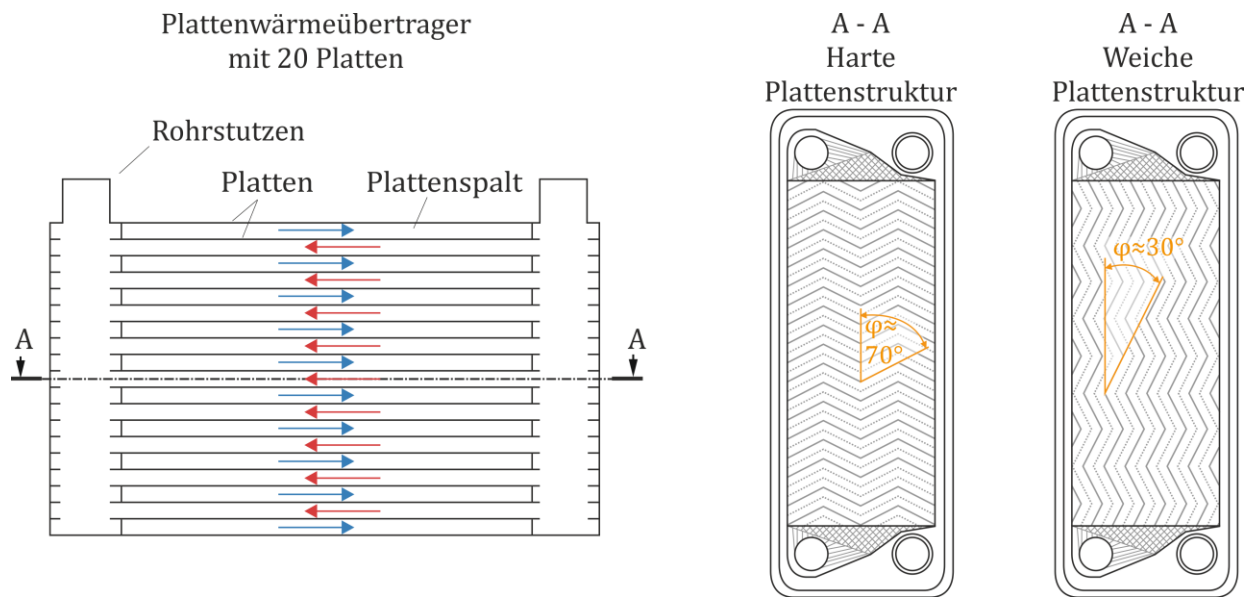 Plattenwärmeübertrager
mit 20 Platten
Rohrstutzen
Platten
Plattenspalt
A
A
A - A
Harte
Plattenstruktur
φ≈
70°
A - A
Weiche
Plattenstruktur
φ≈30°